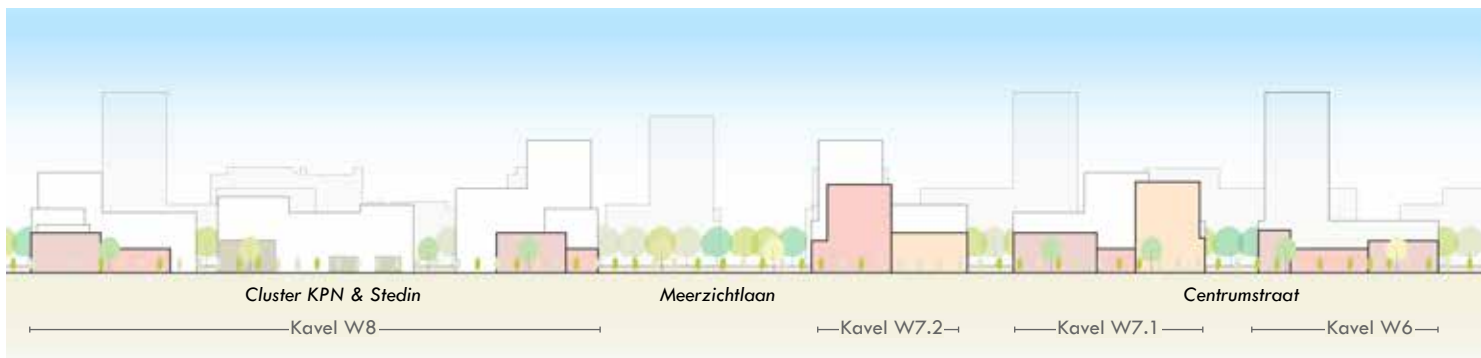 Cluster KPN & Stedin
Meerzichtlaan
Centrumstraat
Kavel W8
Kavel W7.2
Kavel W7.1
Kavel W6